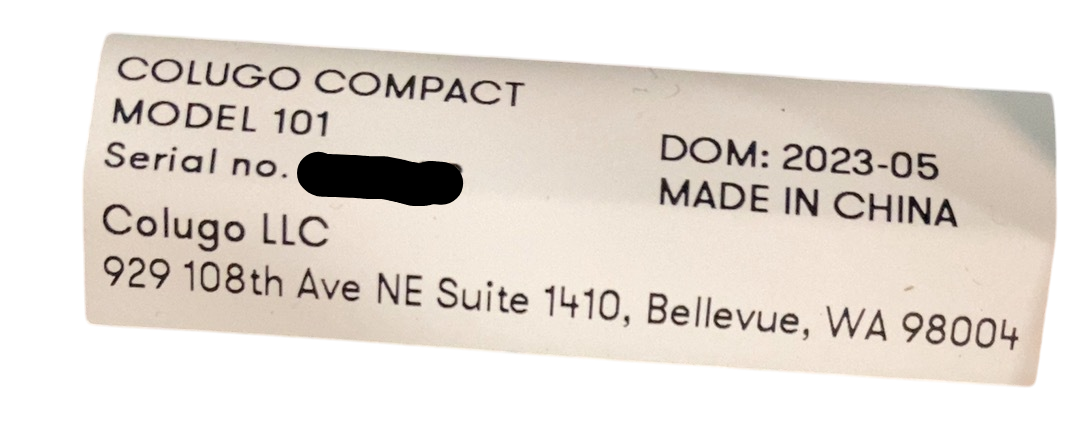 COLUGO COMPACT
MODEL 101
Serial no.
DOM: 2023-05
MADE IN CHINA
Colugo LLC
929 108th Ave NE Suite 1410, Bellevue, WA 98004